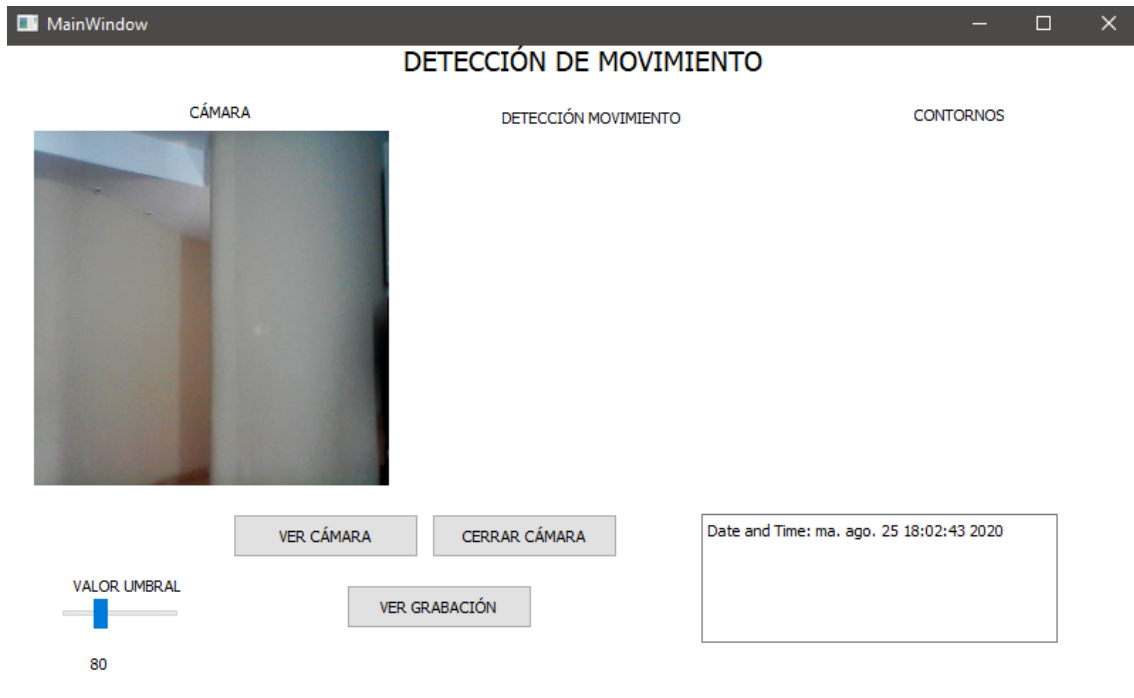 MainWindow
DETECCIÓN DE MOVIMIENTO
CÁMARA
DETECCIÓN MOVIMIENTO
CONTORNOS
VER CÁMARA
CERRAR CÁMARA
Date and Time: ma. ago. 25 18:02:43 2020
VALOR UMBRAL
VER GRABACIÓN
80